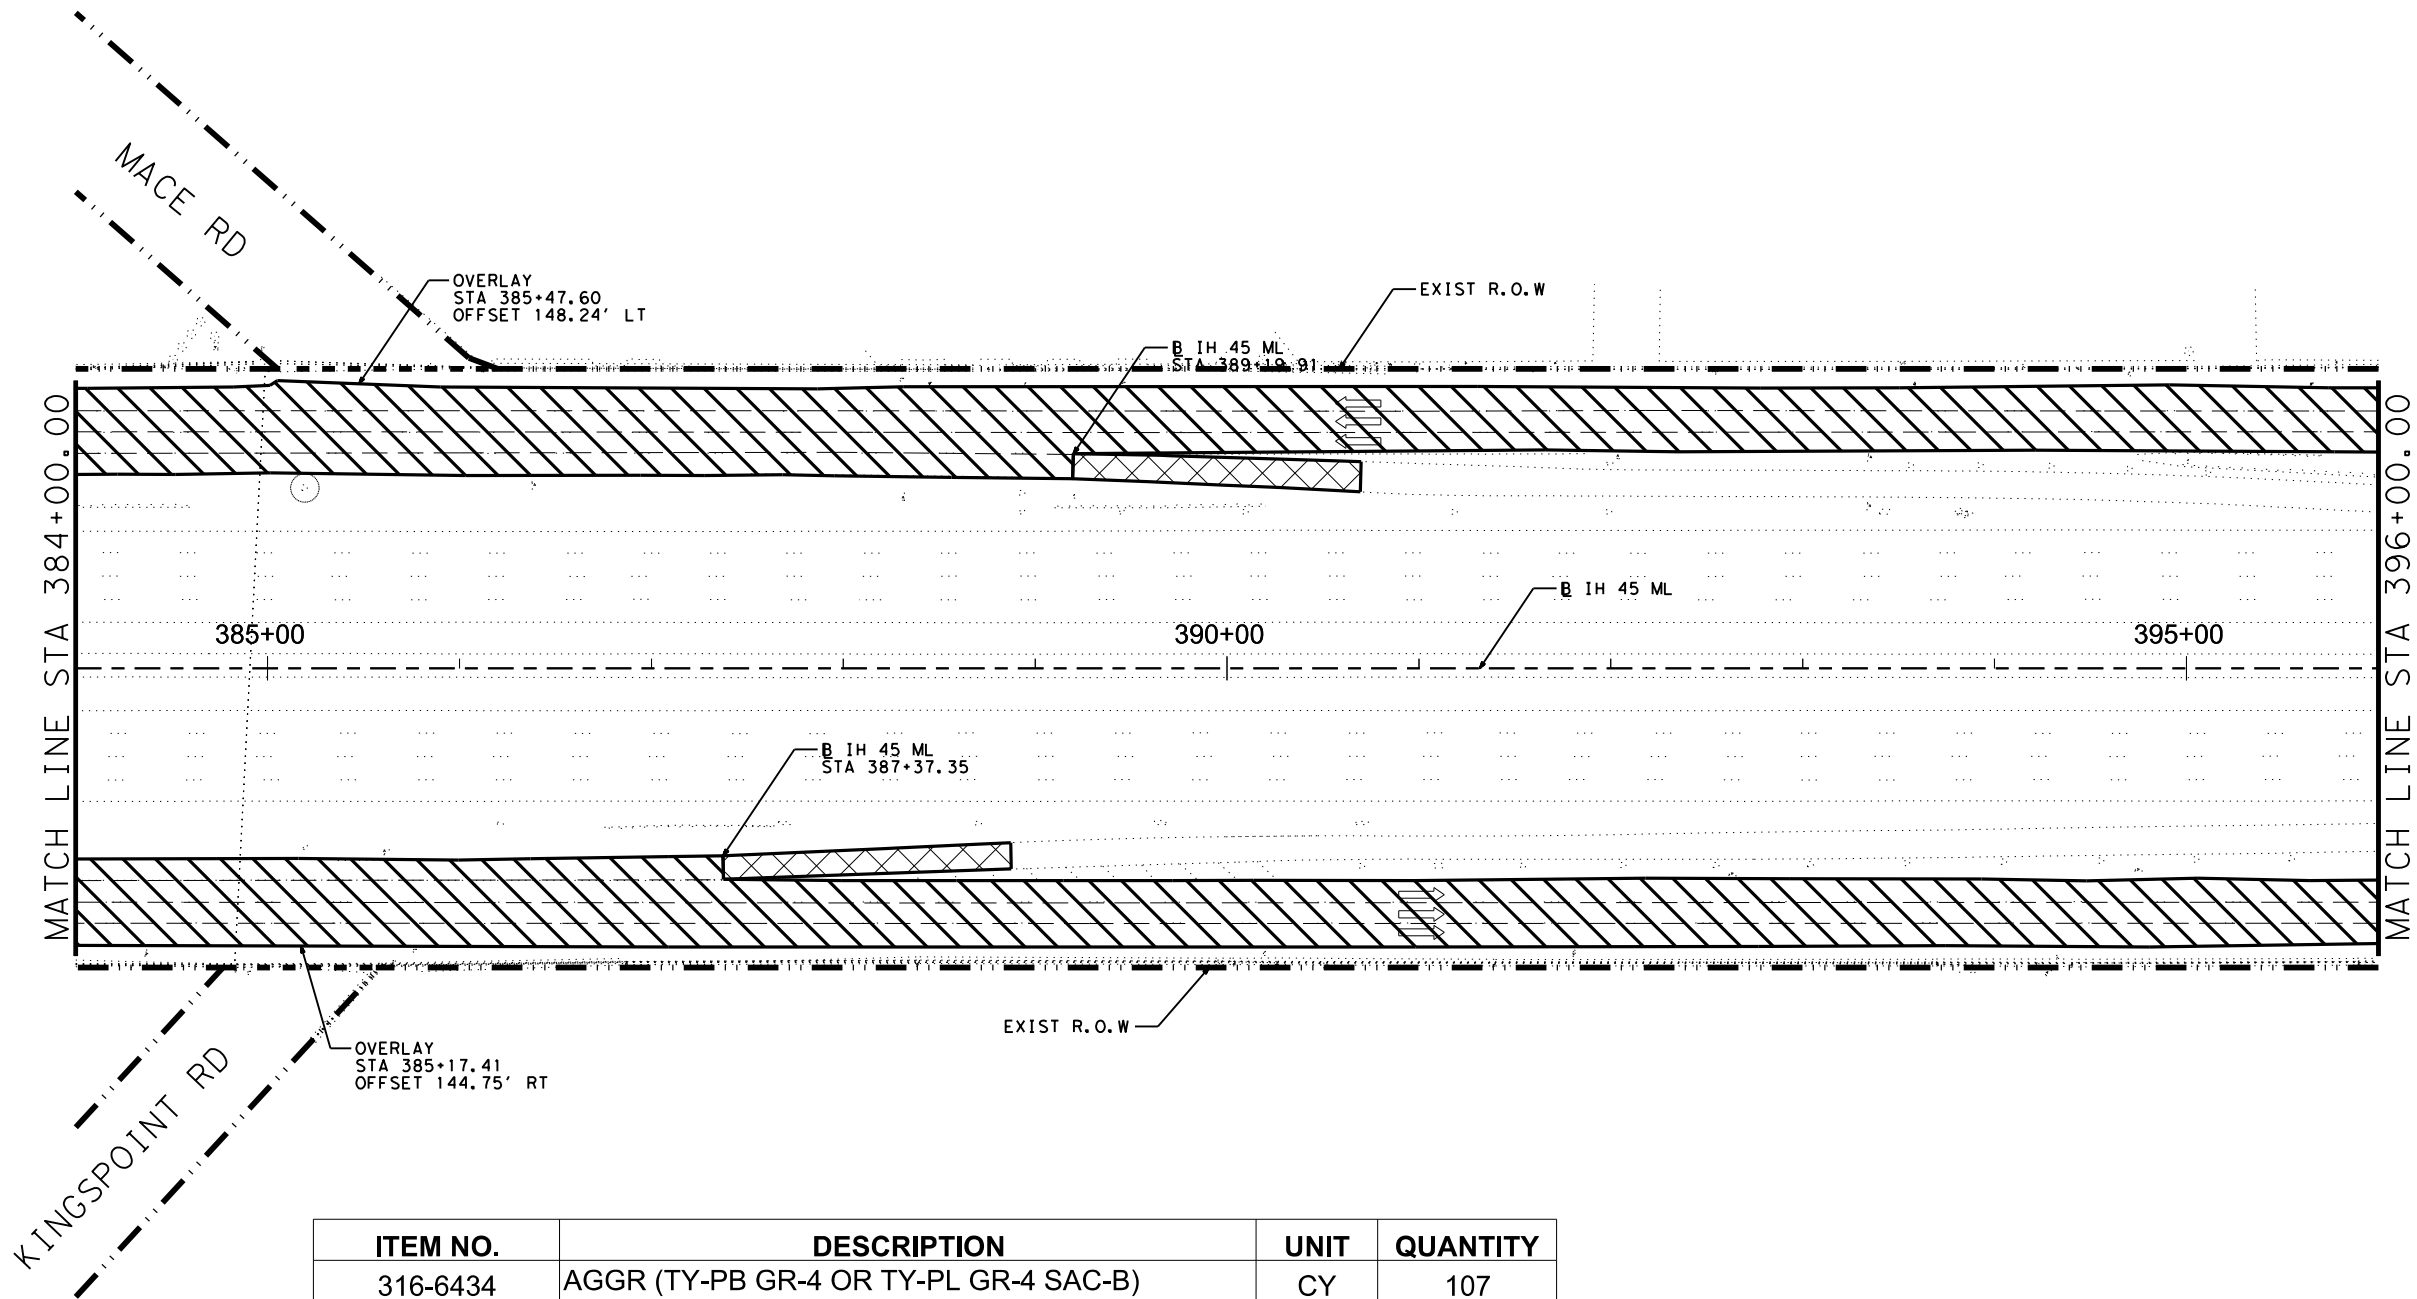 MACE RD
OVERLAY
STA 385+47.60
OFFSET 148.24' LT
EXIST R.O.W
B IH 45 ML
STA 389+19.91
MATCH LINE STA 384+00.00
MATCH LINE STA 396+00.00
B IH 45 ML
385+00
390+00
395+00
B IH 45 ML
STA 387+37.35
EXIST R.O.W
OVERLAY
STA 385+17.41
OFFSET 144.75' RT
KINGSPOINT RD
ITEM NO. DESCRIPTION UNIT QUANTITY
316-6434 AGGR (TY-PB GR-4 OR TY-PL GR-4 SAC-B) CY 107